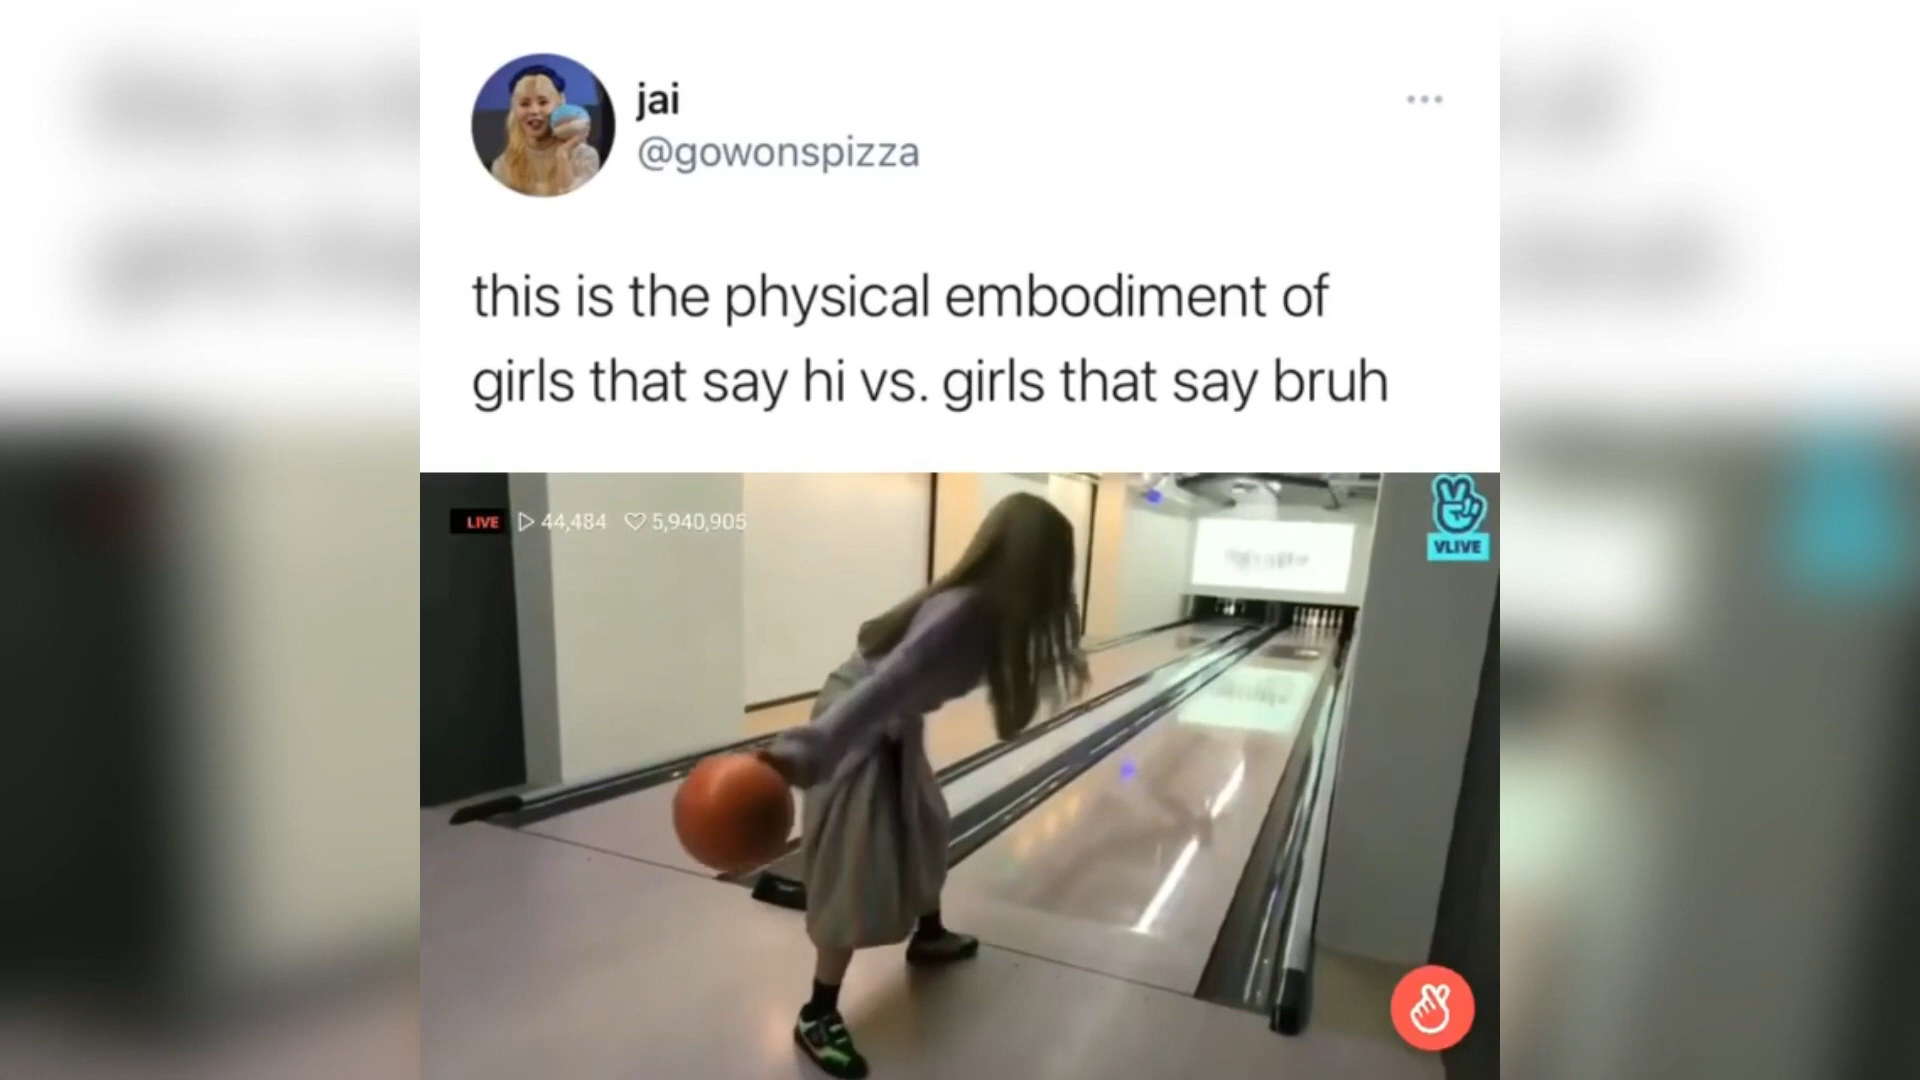 jai
@gowonspizza
this is the physical embodiment of
girls that say hi vs. girls that say bruh
LIVE 44,484 5,940,905
VLIVE